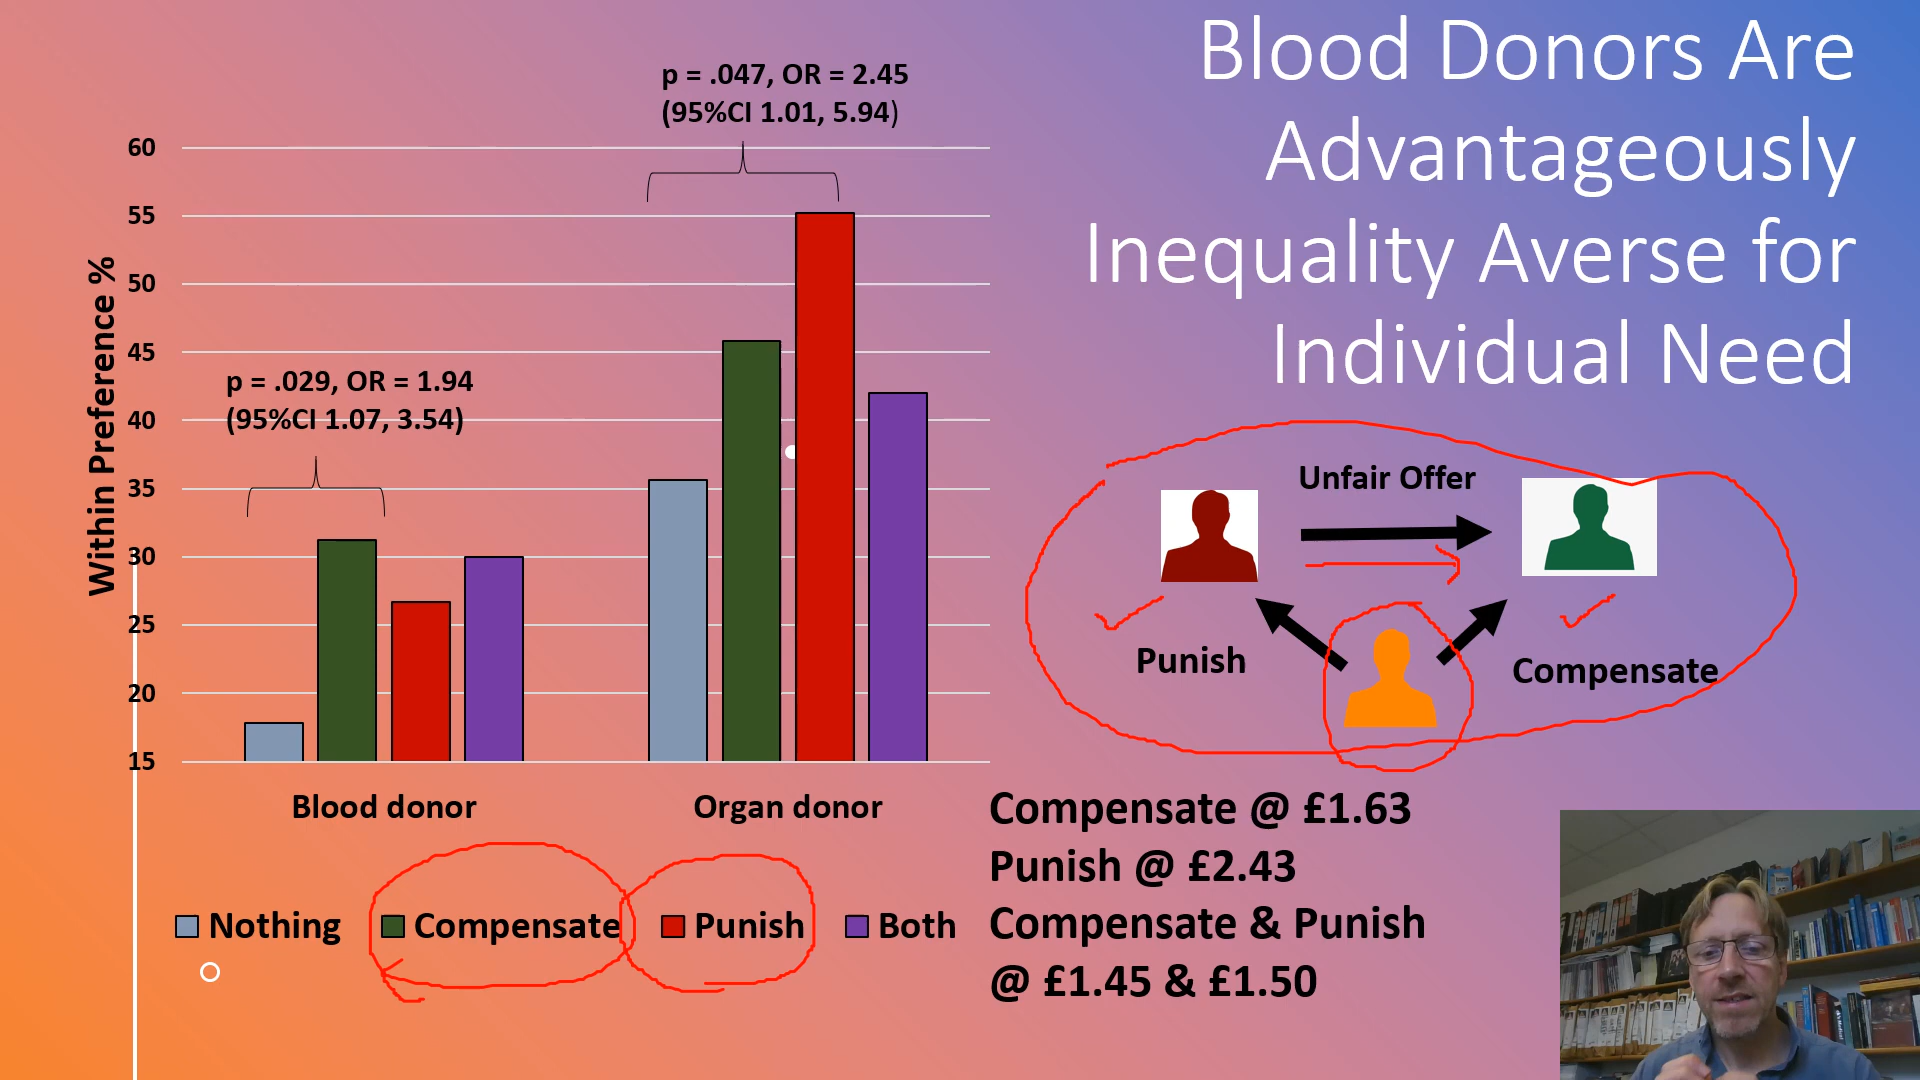 Blood Donors Are
Advantageously
Inequality Averse for
Individual Need
p = .047, OR = 2.45
(95%CI 1.01, 5.94)
p = .029, OR = 1.94
(95%CI 1.07, 3.54)
Within Preference %
60
55
50
45
40
35
30
25
20
15
Blood donor
Organ donor
Nothing
Compensate
Punish
Both
Unfair Offer
Punish
Compensate
Compensate @ £1.63
Punish @ £2.43
Compensate & Punish
@ £1.45 & £1.50